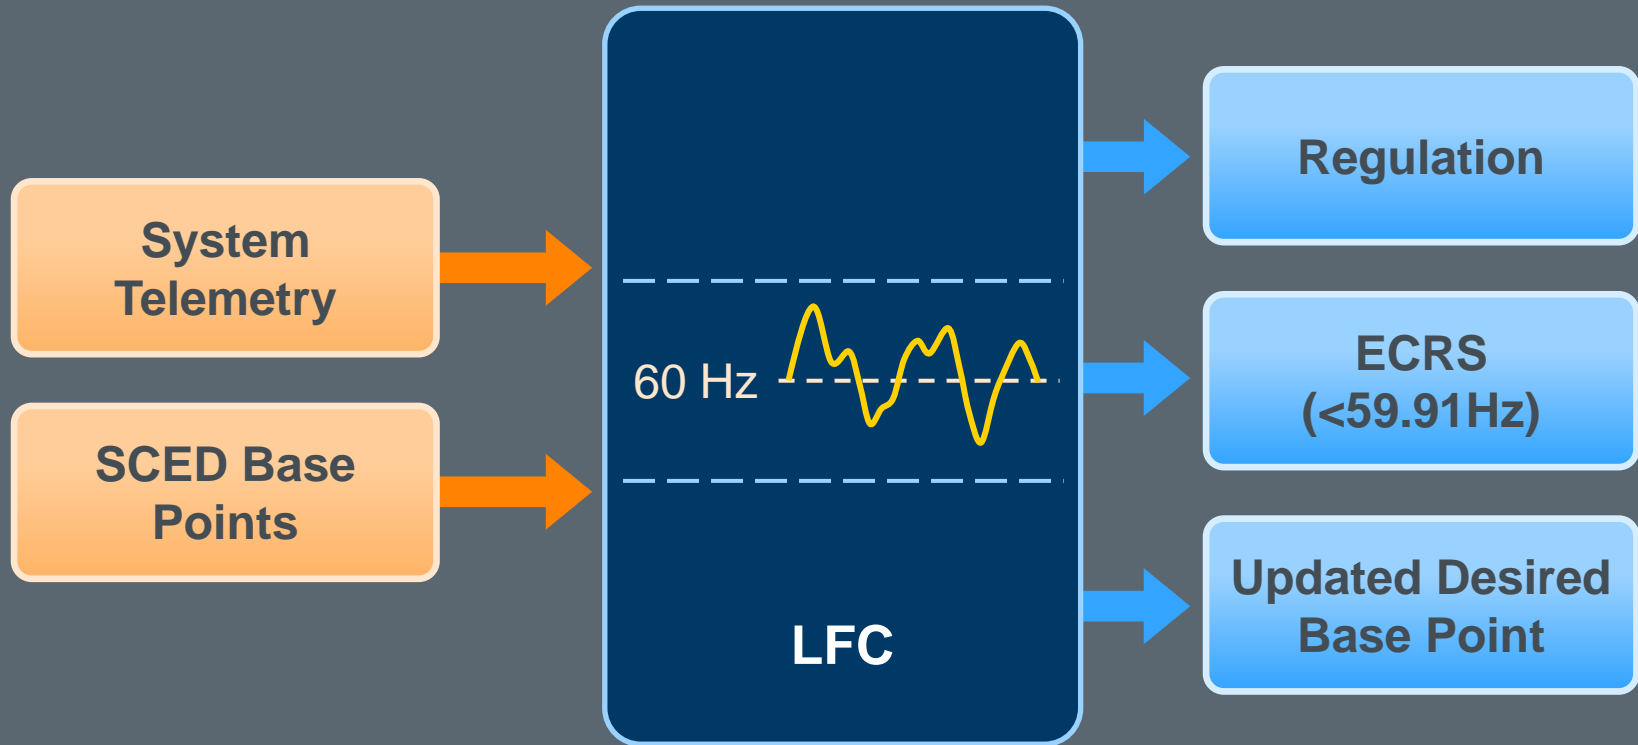 System
Telemetry
SCED Base
Points
60 Hz
LFC
Regulation
ECRS
(<59.91Hz)
Updated Desired
Base Point